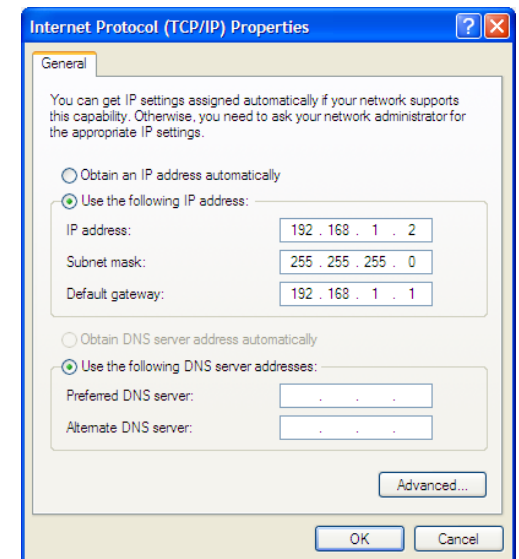 Internet Protocol (TCP/IP) Properties
General
You can get IP settings assigned automatically if your network supports
this capability. Otherwise, you need to ask your network administrator for
the appropriate IP settings.
Obtain an IP address automatically
Use the following IP address:
IP address: 192 . 168 . 1 . 2
Subnet mask: 255 . 255 . 255 . 0
Default gateway: 192 . 168 . 1 . 1
Obtain DNS server address automatically
Use the following DNS server addresses:
Preferred DNS server: . . .
Alternate DNS server: . . .
Advanced...
OK Cancel